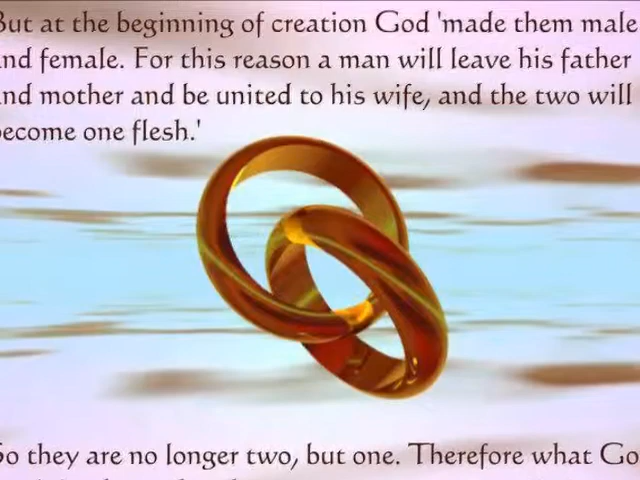 But at the beginning of creation God 'made them male
and female. For this reason a man will leave his father
and mother and be united to his wife, and the two will
become one flesh.'
So they are no longer two, but one. Therefore what Go